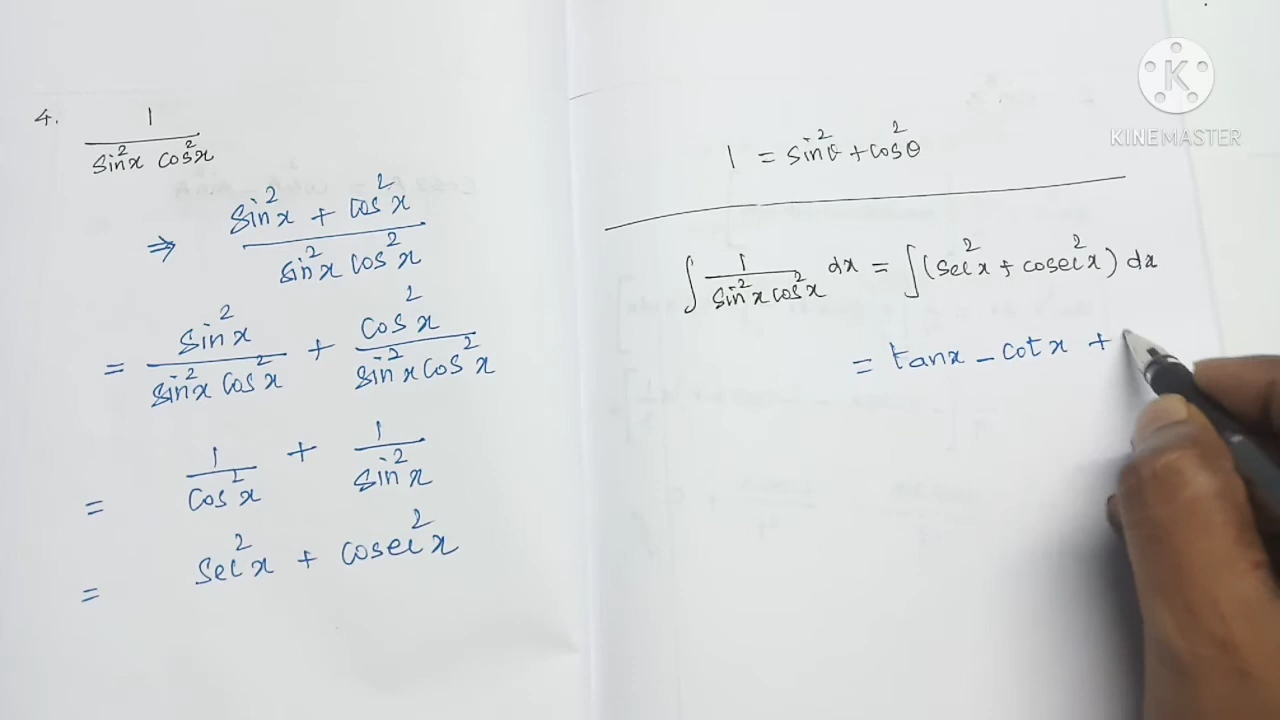 4. 1 / sin²x cos²x
⇒ sin²x + cos²x / sin²x cos²x
= sin²x / sin²x cos²x + cos²x / sin²x cos²x
= 1 / cos²x + 1 / sin²x
= sec²x + cosec²x
K
KINEMASTER
1 = sin²θ + cos²θ
∫ 1 / sin²x cos²x dx = ∫ (sec²x + cosec²x) dx
= tanx - cotx +